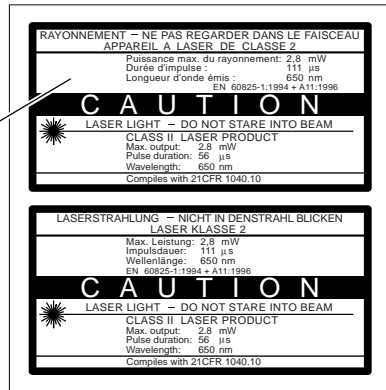 RAYONNEMENT – NE PAS REGARDER DANS LE FAISCEAU
APPAREIL A LASER DE CLASSE 2
Puissance max. du rayonnement: 2,8 mW
Durée d'impulse : 111 µs
Longueur d'onde émis : 650 nm
EN 60825-1:1994 + A11:1996
CAUTION
LASER LIGHT – DO NOT STARE INTO BEAM
CLASS II LASER PRODUCT
Max. output: 2.8 mW
Pulse duration: 56 µs
Wavelength: 650 nm
Compiles with 21CFR 1040.10
LASERSTRAHLUNG – NICHT IN DENSTRAHL BLICKEN
LASER KLASSE 2
Max. Leistung: 2,8 mW
Impulsdauer: 111 µs
Wellenlänge: 650 nm
EN 60825-1:1994 + A11:1996
CAUTION
LASER LIGHT – DO NOT STARE INTO BEAM
CLASS II LASER PRODUCT
Max. output: 2.8 mW
Pulse duration: 56 µs
Wavelength: 650 nm
Compiles with 21CFR 1040.10